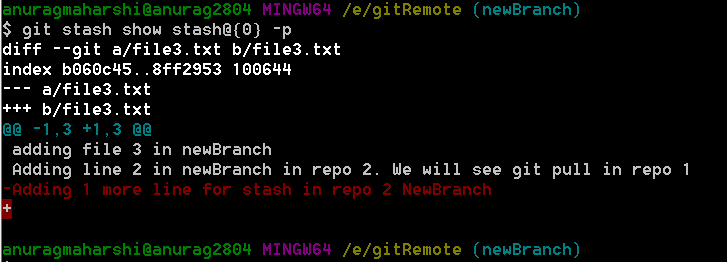 anuragmaharshi@anurag2804 MINGW64 /e/gitRemote (newBranch)
$ git stash show stash@{0} -p
diff --git a/file3.txt b/file3.txt
index b060c45..8ff2953 100644
--- a/file3.txt
+++ b/file3.txt
@@ -1,3 +1,3 @@
 adding file 3 in newBranch
 Adding line 2 in newBranch in repo 2. We will see git pull in repo 1
-Adding 1 more line for stash in repo 2 NewBranch
+
anuragmaharshi@anurag2804 MINGW64 /e/gitRemote (newBranch)